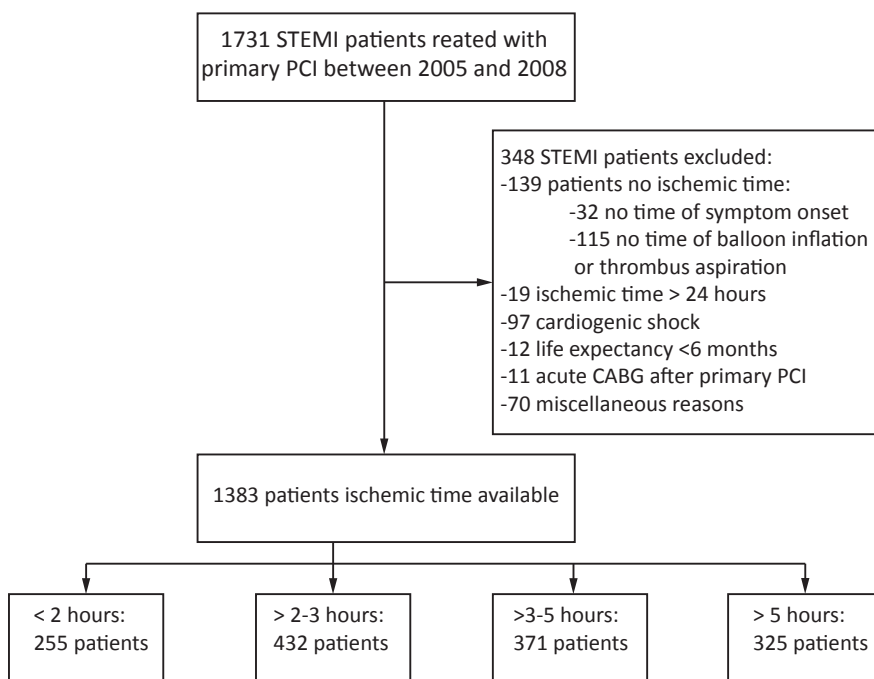 1731 STEMI patients reated with
primary PCI between 2005 and 2008
348 STEMI patients excluded:
-139 patients no ischemic time:
-32 no time of symptom onset
-115 no time of balloon inflation
or thrombus aspiration
-19 ischemic time > 24 hours
-97 cardiogenic shock
-12 life expectancy <6 months
-11 acute CABG after primary PCI
-70 miscellaneous reasons
1383 patients ischemic time available
< 2 hours:
255 patients
> 2-3 hours:
432 patients
>3-5 hours:
371 patients
> 5 hours:
325 patients